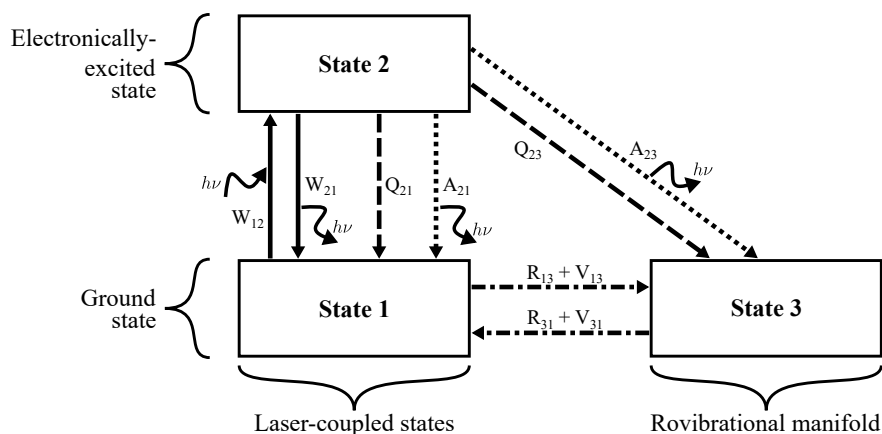 Electronically-
excited
state
State 2
hν
W₁₂
W₂₁
hν
Q₂₁
A₂₁
hν
Q₂₃
A₂₃
hν
Ground
state
State 1
R₁₃ + V₁₃
R₃₁ + V₃₁
State 3
Laser-coupled states
Rovibrational manifold